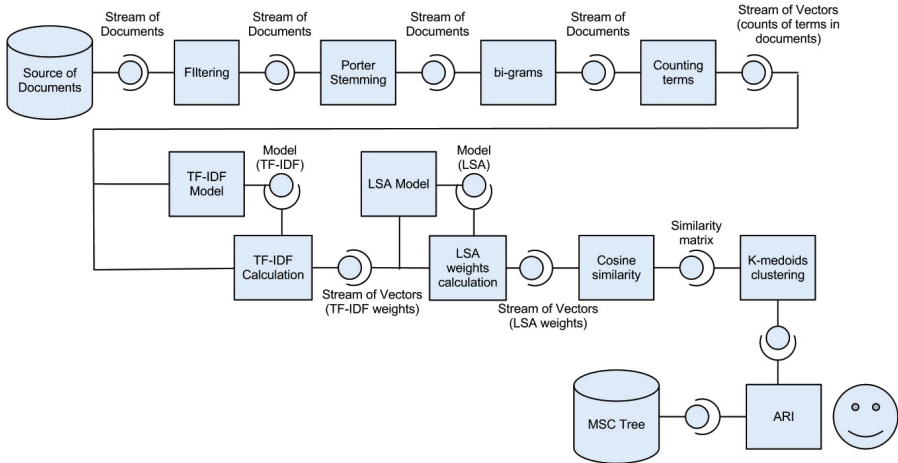 Stream of
Documents
Stream of
Documents
Stream of
Documents
Stream of
Documents
Stream of Vectors
(counts of terms in
documents)
Source of
Documents
FIltering
Porter
Stemming
bi-grams
Counting
terms
Model
(TF-IDF)
Model
(LSA)
TF-IDF
Model
LSA Model
TF-IDF
Calculation
LSA
weights
calculation
Similarity
matrix
Cosine
similarity
K-medoids
clustering
Stream of Vectors
(TF-IDF weights)
Stream of Vectors
(LSA weights)
MSC Tree
ARI